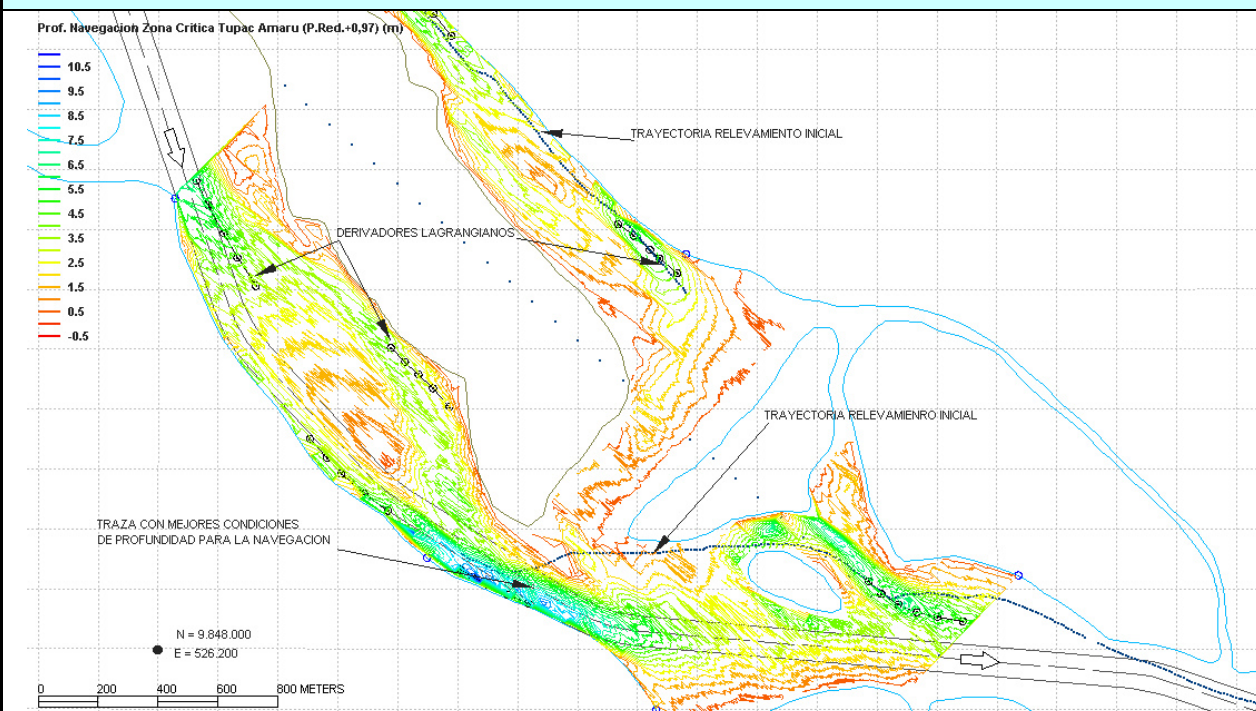 Prof. Navegacion Zona Critica Tupac Amaru (P.Red.+0,97) (m)
10.5
9.5
8.5
7.5
6.5
5.5
4.5
3.5
2.5
1.5
0.5
-0.5
TRAYECTORIA RELEVAMIENTO INICIAL
DERIVADORES LAGRANGIANOS
TRAYECTORIA RELEVAMIENRO INICIAL
TRAZA CON MEJORES CONDICIONES
DE PROFUNDIDAD PARA LA NAVEGACION
N = 9.848.000
E = 526.200
0 200 400 600 800 METERS